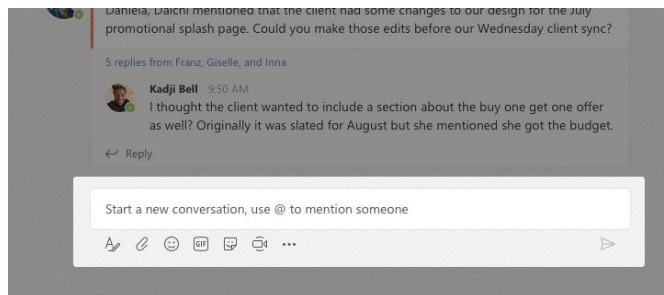 Daniela, Daichi mentioned that the client had some changes to our design for the July
promotional splash page. Could you make those edits before our Wednesday client sync?
5 replies from Franz, Giselle, and Inna
Kadji Bell 9:50 AM
I thought the client wanted to include a section about the buy one get one offer
as well? Originally it was slated for August but she mentioned she got the budget.
Reply
Start a new conversation, use @ to mention someone
GIF